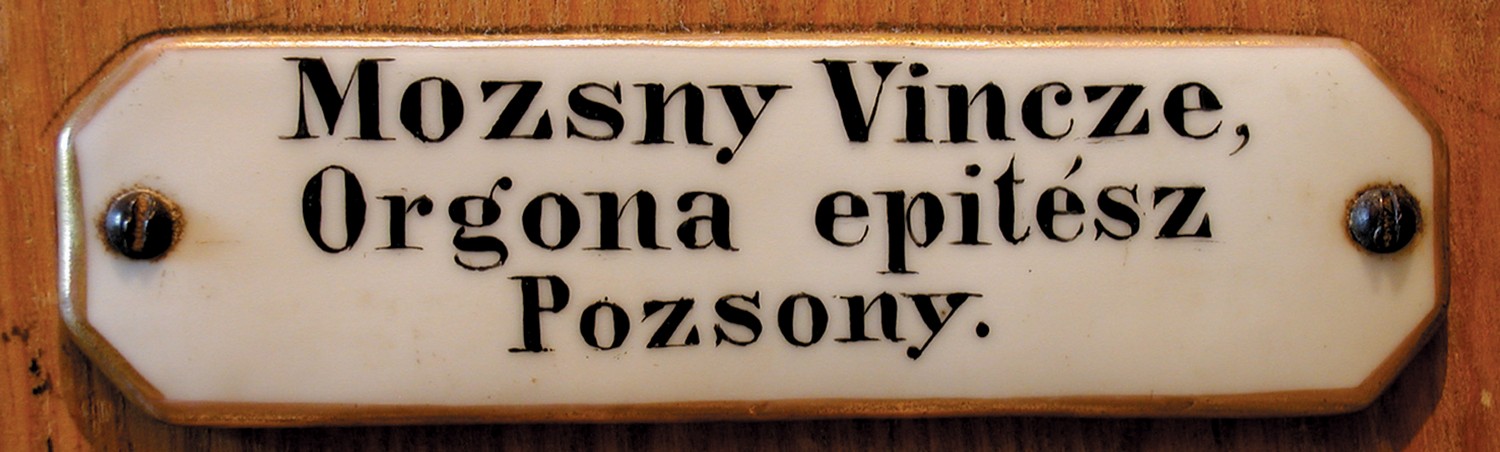 Mozsny Vincze,
Orgona epitész
Pozsony.